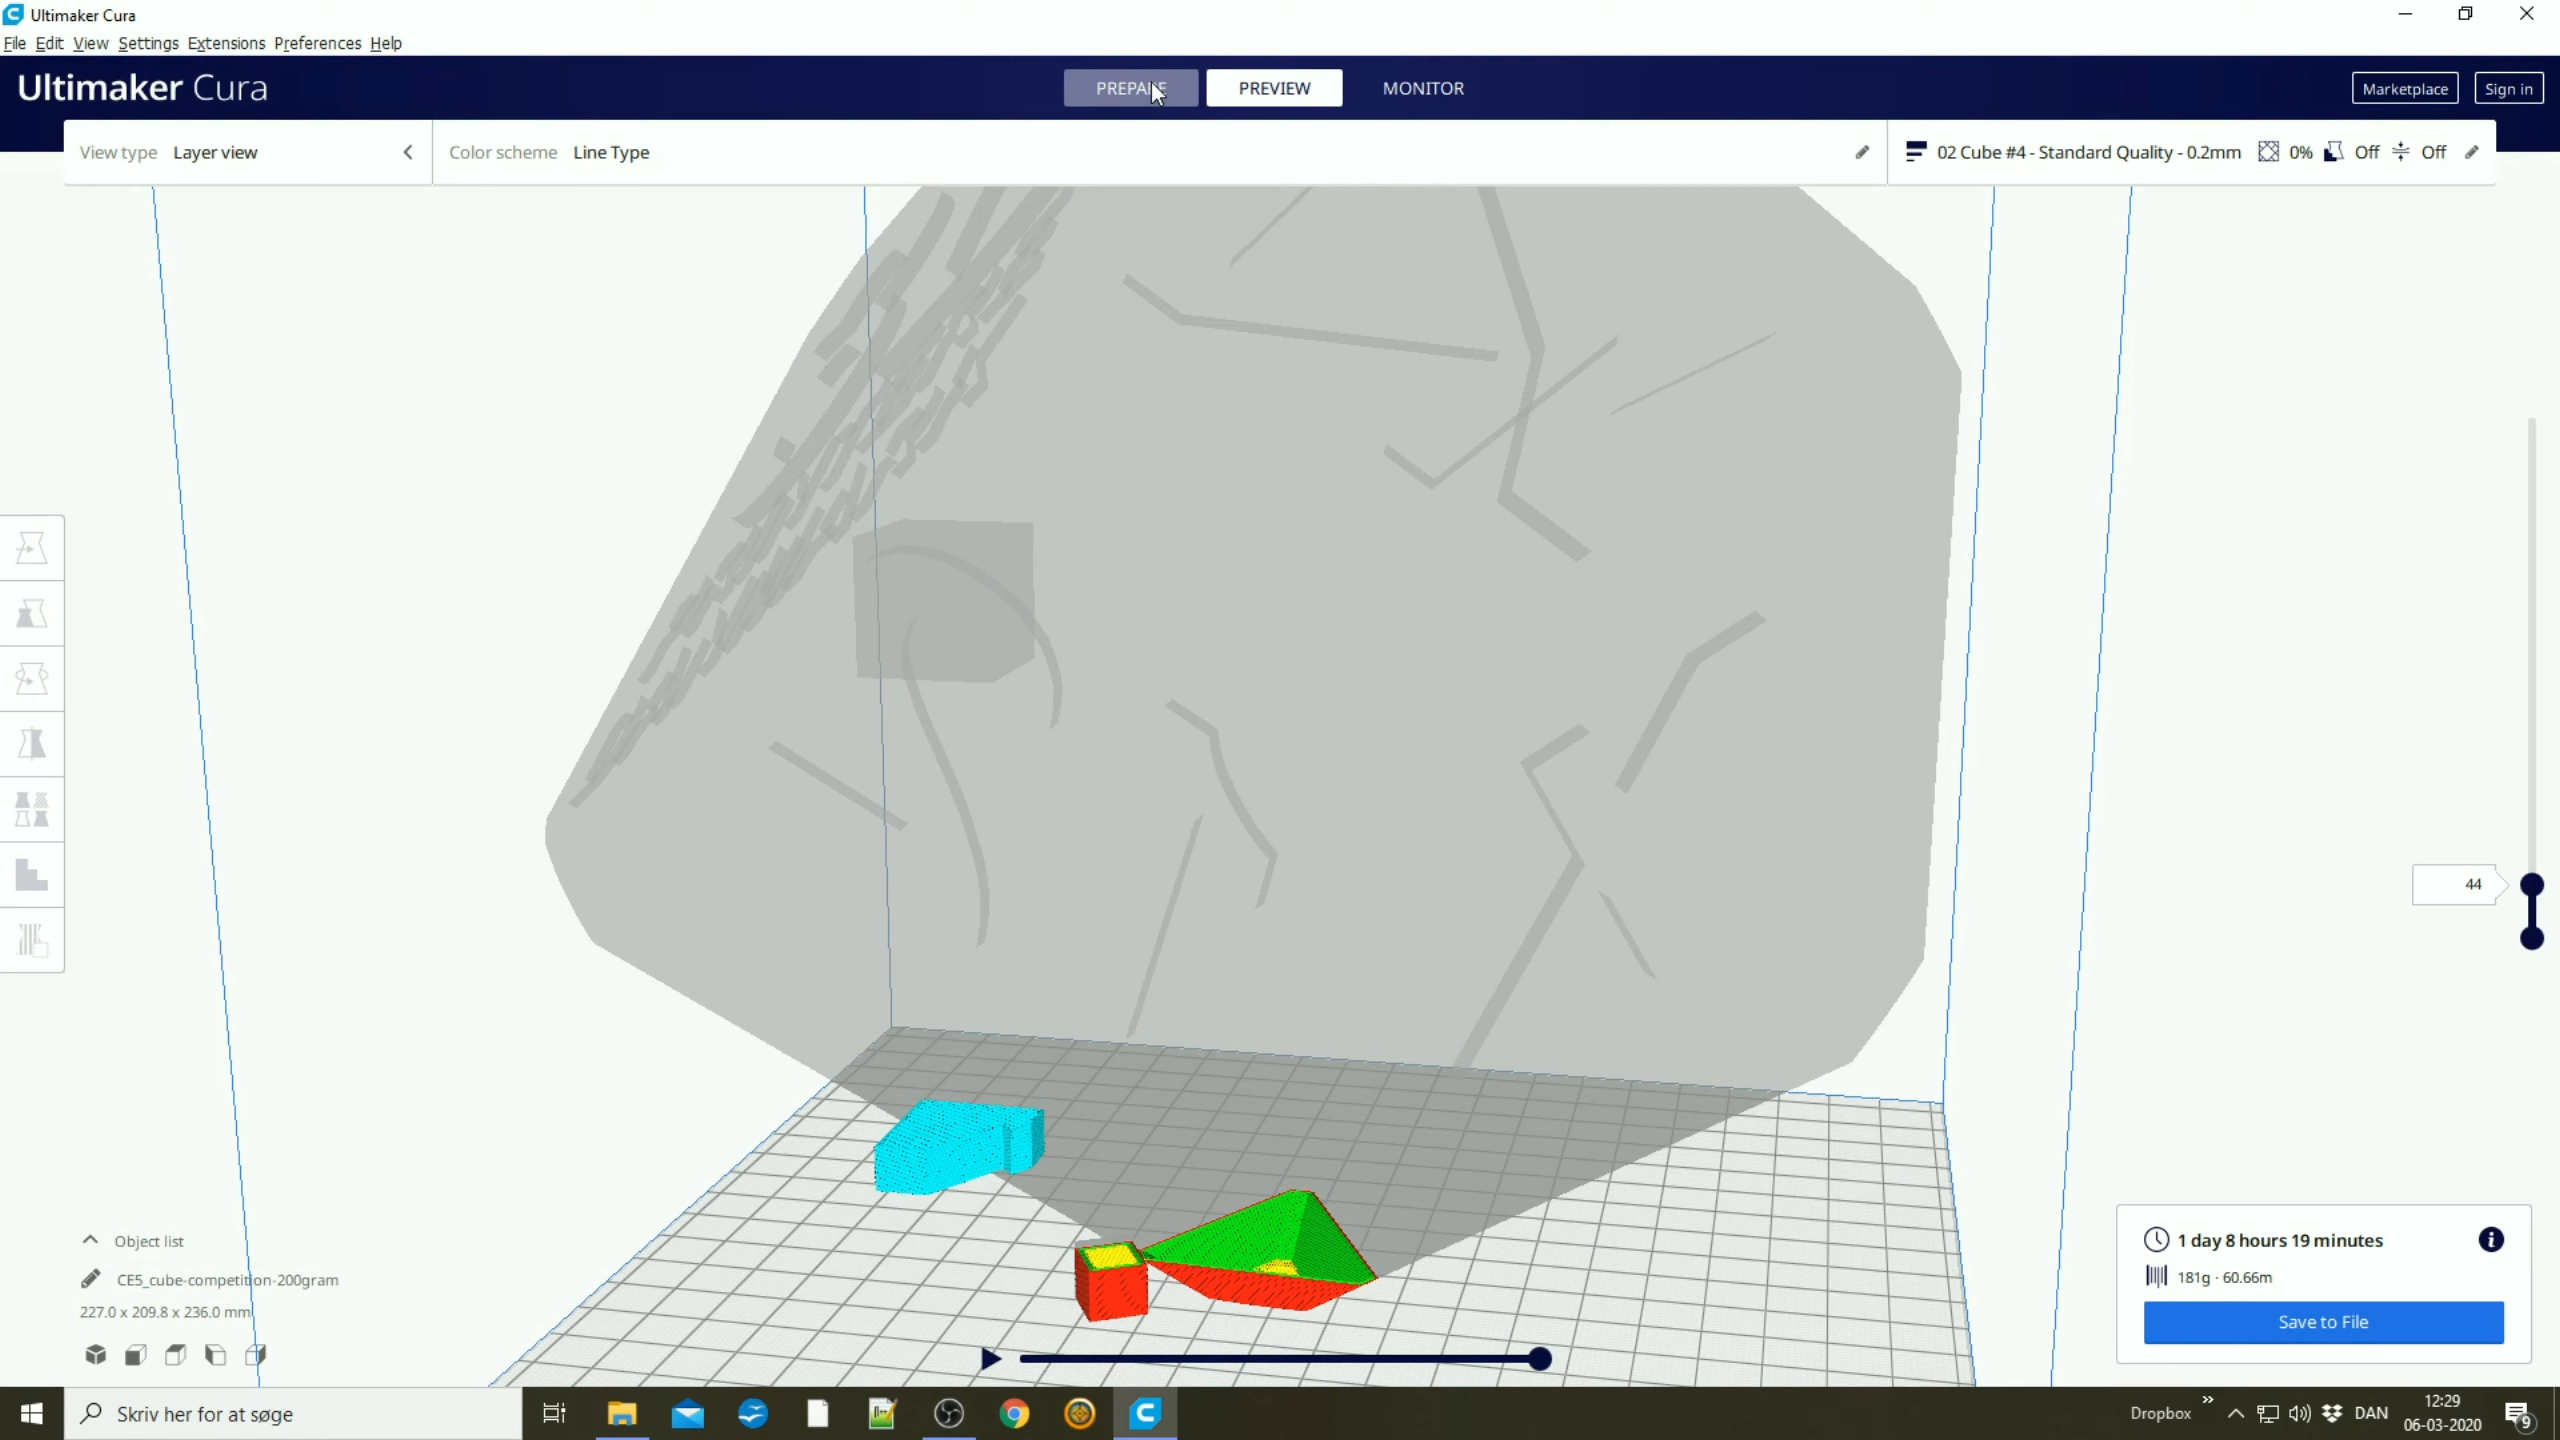 Ultimaker Cura
File Edit View Settings Extensions Preferences Help
Ultimaker Cura
PREPARE
PREVIEW
MONITOR
Marketplace
Sign in
View type Layer view
Color scheme Line Type
02 Cube #4 - Standard Quality - 0.2mm 0% Off Off
44
Object list
CE5_cube-competition-200gram
227.0 x 209.8 x 236.0 mm
1 day 8 hours 19 minutes
181g · 60.66m
Save to File
Skriv her for at søge
Dropbox
DAN
12:29
06-03-2020
9